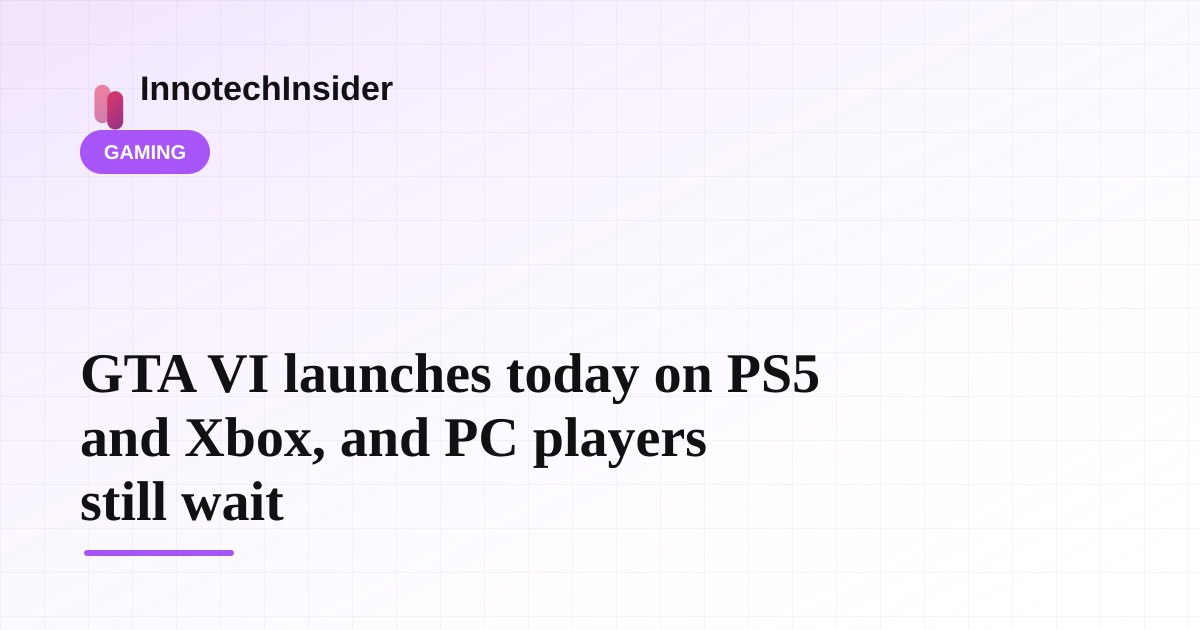 InnotechInsider
GAMING
GTA VI launches today on PS5
and Xbox, and PC players
still wait